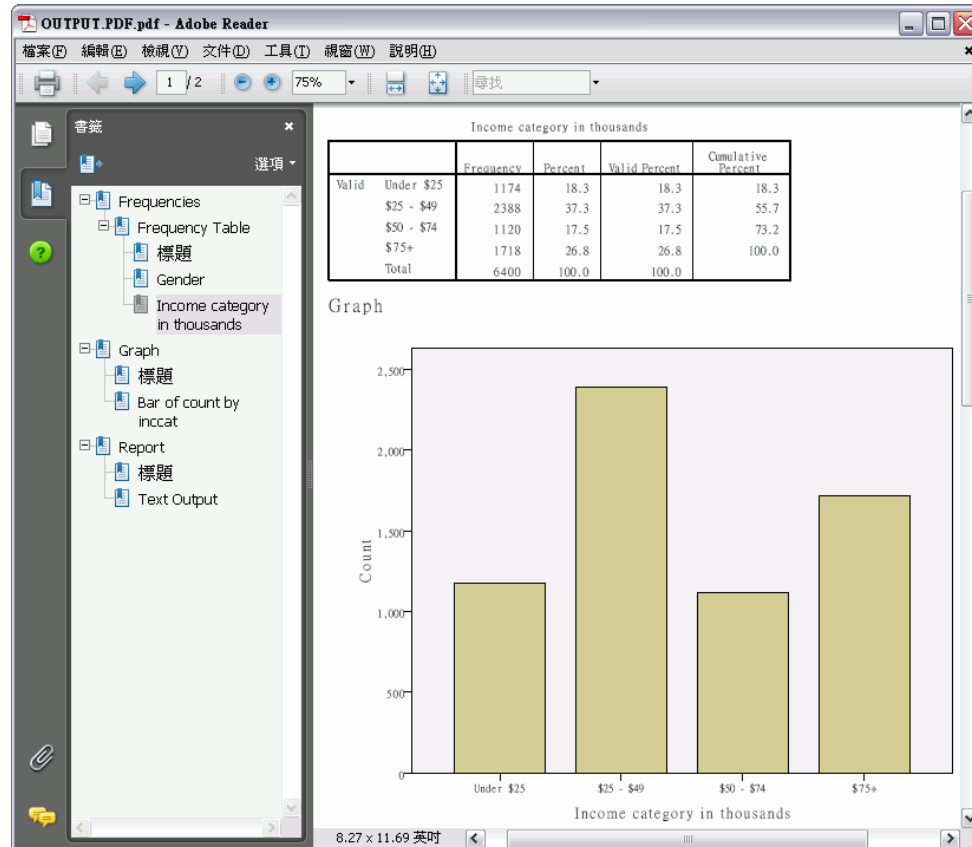 OUTPUT.PDF.pdf - Adobe Reader
檔案(F) 編輯(E) 檢視(V) 文件(D) 工具(T) 視窗(W) 說明(H)
1 / 2 75% 尋找
書籤
選項
Frequencies
Frequency Table
標題
Gender
Income category
in thousands
Graph
標題
Bar of count by
inccat
Report
標題
Text Output
Income category in thousands
Frequency Percent Valid Percent Cumulative Percent
Valid Under $25 1174 18.3 18.3 18.3
$25 - $49 2388 37.3 37.3 55.7
$50 - $74 1120 17.5 17.5 73.2
$75+ 1718 26.8 26.8 100.0
Total 6400 100.0 100.0
Graph
2,500
2,000
1,500
1,000
500
0
Count
Under $25 $25 - $49 $50 - $74 $75+
Income category in thousands
8.27 x 11.69 英吋